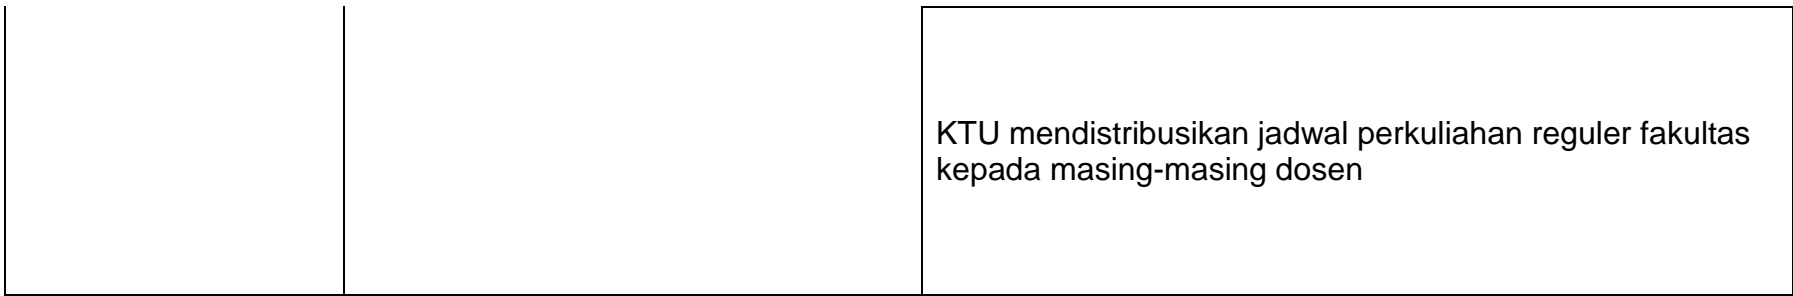 KTU mendistribusikan jadwal perkuliahan reguler fakultas
kepada masing-masing dosen